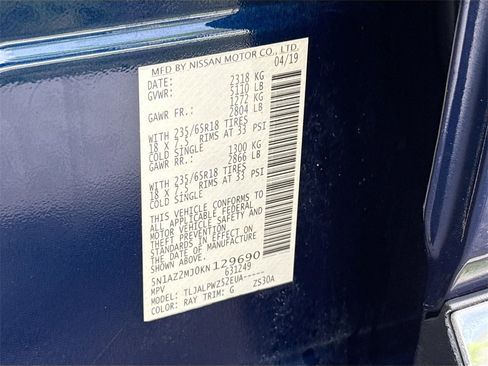 MFD BY NISSAN MOTOR CO., LTD.
DATE: 04/19
GVWR: 2318 KG
5110 LB
GAWR FR.: 1272 KG
2804 LB
WITH 235/65R18 TIRES
18 X 7.5 RIMS AT 33 PSI
COLD SINGLE
GAWR RR.: 1300 KG
2866 LB
WITH 235/65R18 TIRES
18 X 7.5 RIMS AT 33 PSI
COLD SINGLE
THIS VEHICLE CONFORMS TO
ALL APPLICABLE FEDERAL
MOTOR VEHICLE SAFETY AND
THEFT PREVENTION
STANDARDS IN EFFECT ON
THE DATE OF MANUFACTURE
ABOVE.
5N1AZ2MJ0KN129690
MPV 631249
TYPE: TLJALPWZ52EUA-----
COLOR: RAY TRIM: G ZS30A